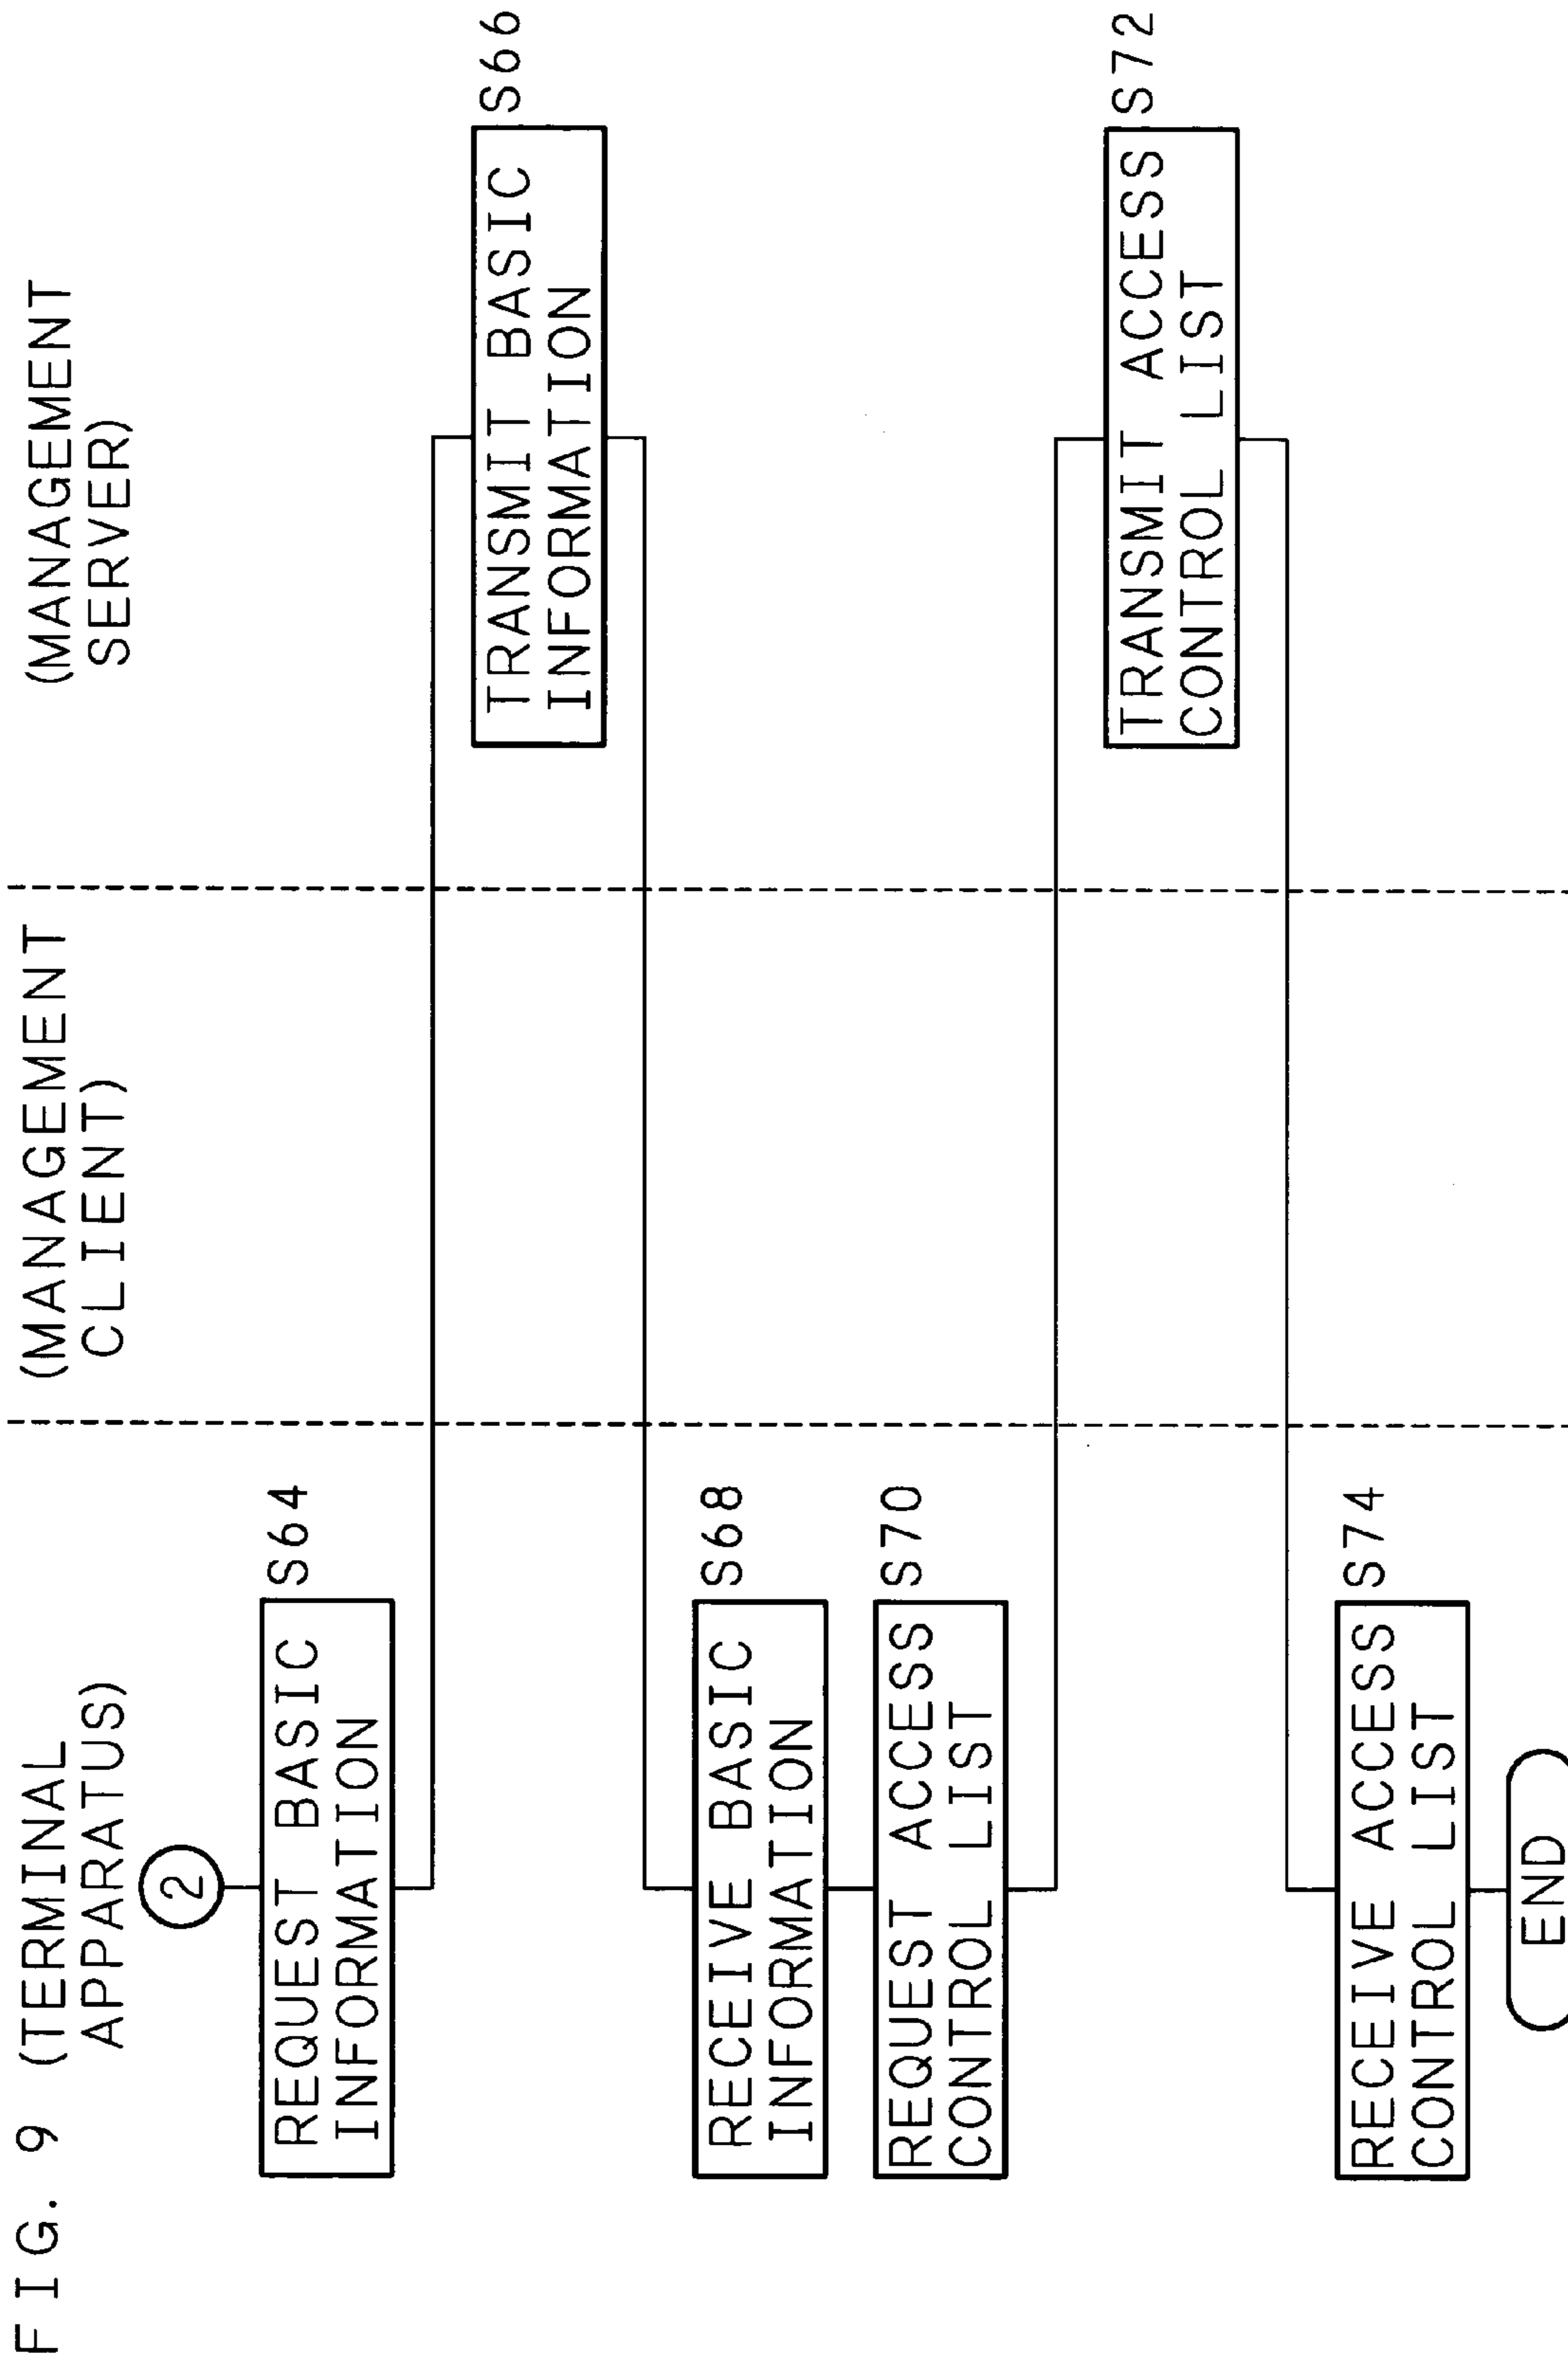 FIG. 9
(TERMINAL
APPARATUS)
(MANAGEMENT
CLIENT)
(MANAGEMENT
SERVER)
2
REQUEST BASIC
INFORMATION
S64
TRANSMIT BASIC
INFORMATION
S66
RECEIVE BASIC
INFORMATION
S68
REQUEST ACCESS
CONTROL LIST
S70
TRANSMIT ACCESS
CONTROL LIST
S72
RECEIVE ACCESS
CONTROL LIST
S74
END